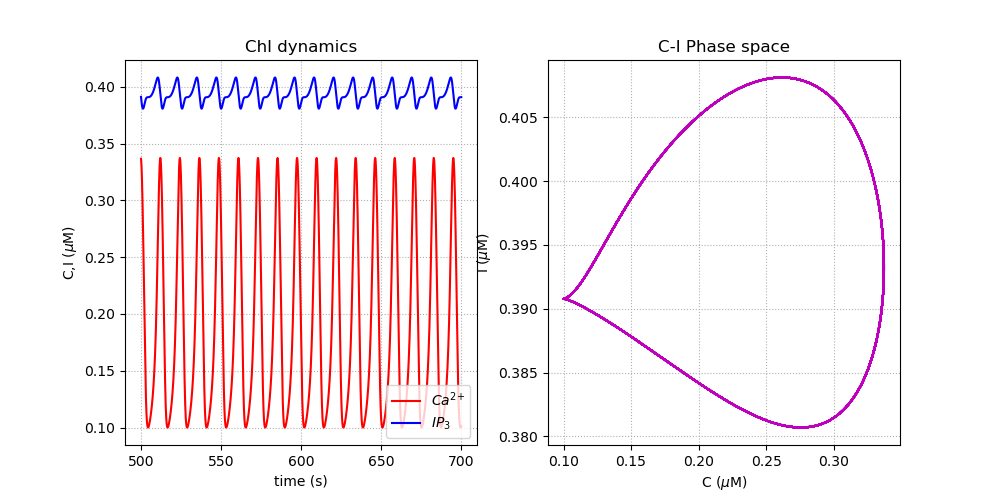 ChI dynamics
C-I Phase space
0.40
0.35
0.30
0.25
0.20
0.15
0.10
C,I (μM)
Ca2+
IP3
500
550
600
650
700
time (s)
0.405
0.400
0.395
0.390
0.385
0.380
I (μM)
0.10
0.15
0.20
0.25
0.30
C (μM)